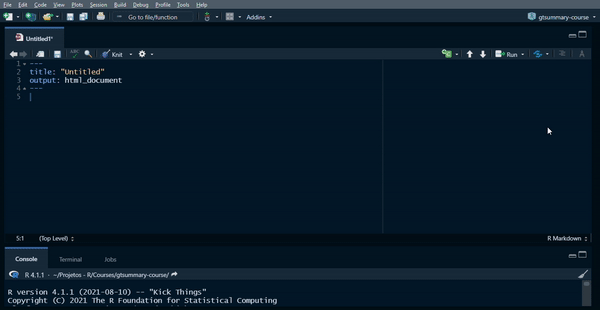 File Edit Code View Plots Session Build Debug Profile Tools Help
Go to file/function Addins gtsummary-course
Untitled1*
ABC Knit Run
1 ---
2 title: "Untitled"
3 output: html_document
4 ---
5
5:1 (Top Level) R Markdown
Console Terminal Jobs
R 4.1.1 · ~/Projetos - R/Courses/gtsummary-course/
R version 4.1.1 (2021-08-10) -- "Kick Things"
Copyright (C) 2021 The R Foundation for Statistical Computing